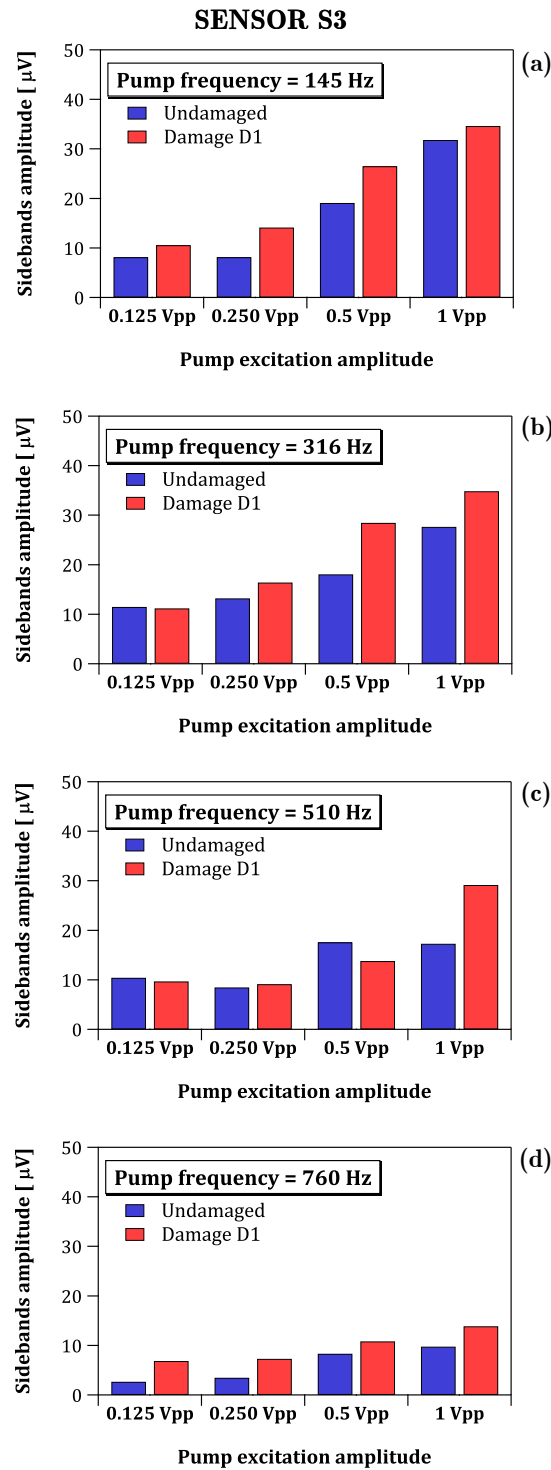 SENSOR S3
(a)
Pump frequency = 145 Hz
Undamaged
Damage D1
Sidebands amplitude [ μV]
50
40
30
20
10
0
0.125 Vpp 0.250 Vpp 0.5 Vpp 1 Vpp
Pump excitation amplitude
(b)
Pump frequency = 316 Hz
Undamaged
Damage D1
Sidebands amplitude [ μV]
50
40
30
20
10
0
0.125 Vpp 0.250 Vpp 0.5 Vpp 1 Vpp
Pump excitation amplitude
(c)
Pump frequency = 510 Hz
Undamaged
Damage D1
Sidebands amplitude [ μV]
50
40
30
20
10
0
0.125 Vpp 0.250 Vpp 0.5 Vpp 1 Vpp
Pump excitation amplitude
(d)
Pump frequency = 760 Hz
Undamaged
Damage D1
Sidebands amplitude [ μV]
50
40
30
20
10
0
0.125 Vpp 0.250 Vpp 0.5 Vpp 1 Vpp
Pump excitation amplitude